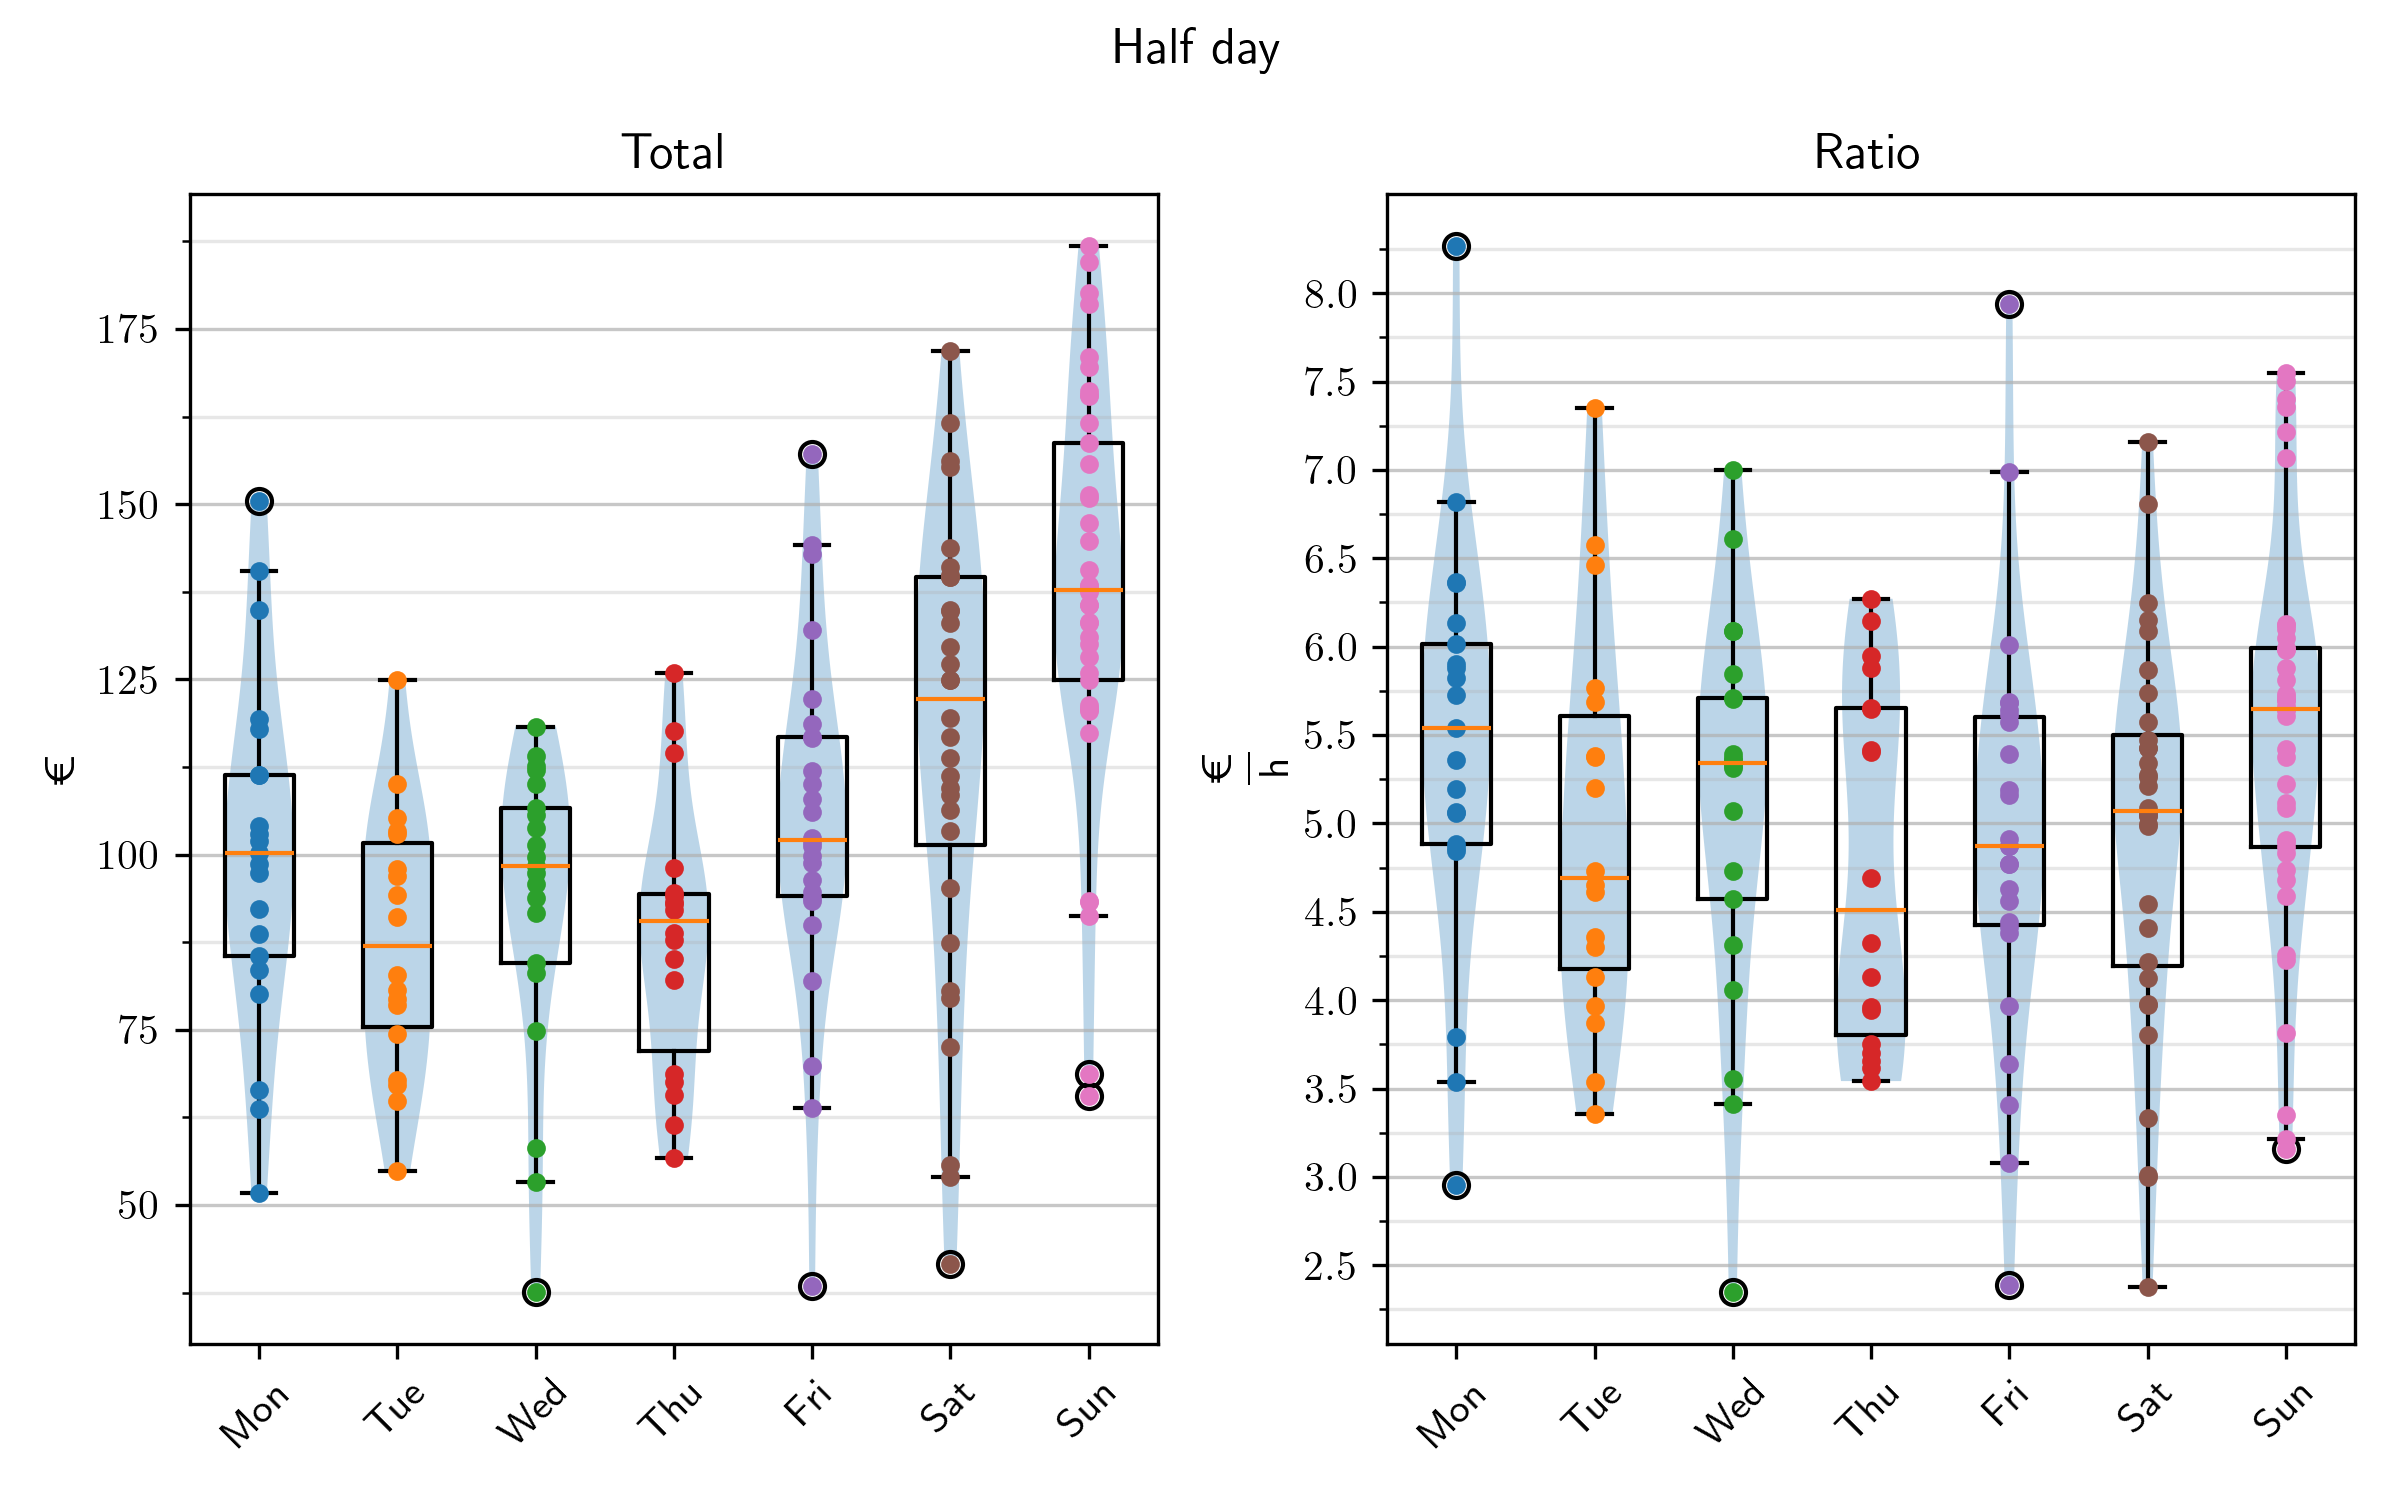 Half day
Total
€
175
150
125
100
75
50
Mon
Tue
Wed
Thu
Fri
Sat
Sun
Ratio
€
h
8.0
7.5
7.0
6.5
6.0
5.5
5.0
4.5
4.0
3.5
3.0
2.5
Mon
Tue
Wed
Thu
Fri
Sat
Sun